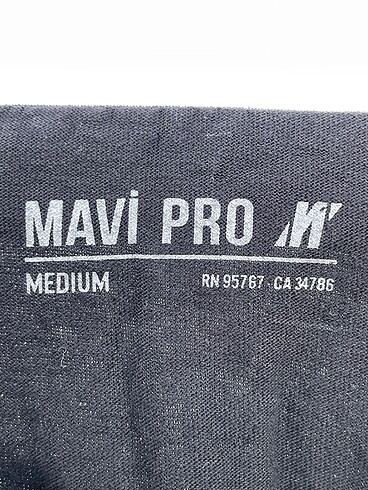 MAVİ PRO M
MEDIUM RN 95767 - CA 34786